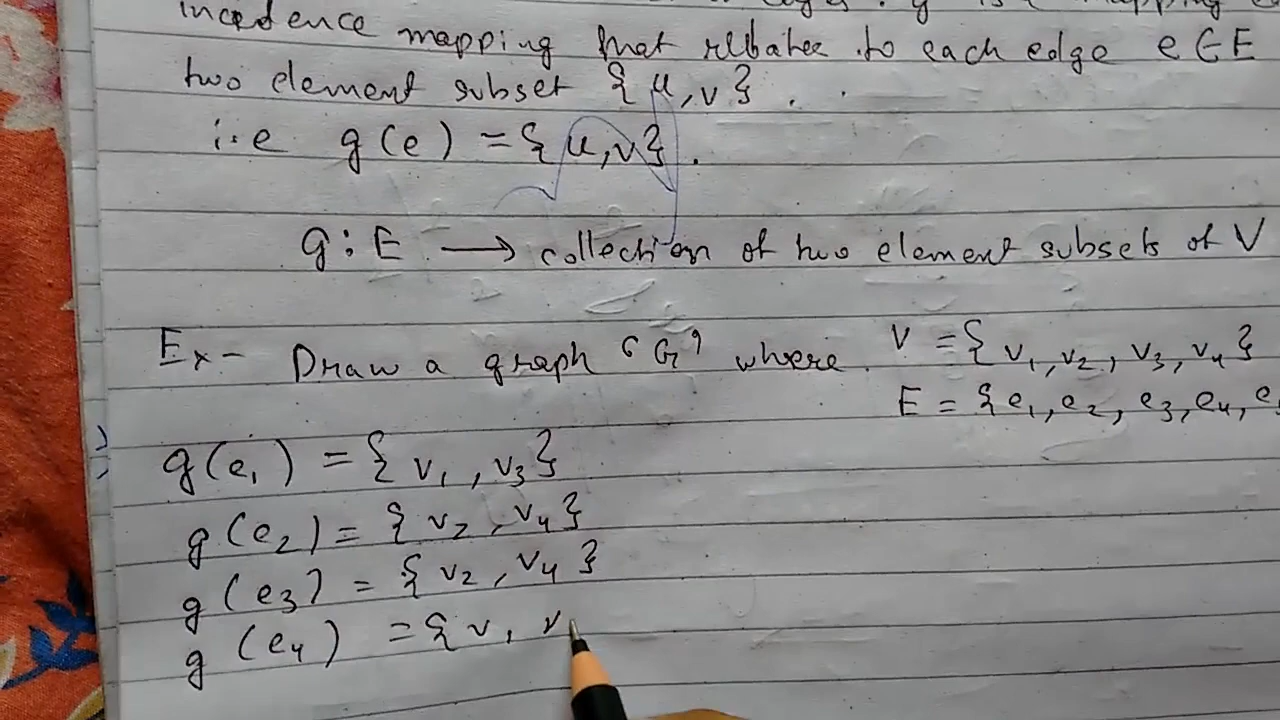 incidence mapping that relates to each edge e∈E
two element subset {u,v}.
i.e g(e) = {u,v}.
g:E → collection of two element subsets of V
Ex- Draw a graph 'G' where V = {v₁,v₂, v₃, v₄}
E = {e₁,e₂, e₃,e₄, e
g(e₁) = {v₁, v₃}
g(e₂) = {v₂, v₄}
g(e₃) = {v₂, v₄}
g(e₄) = {v₁ v